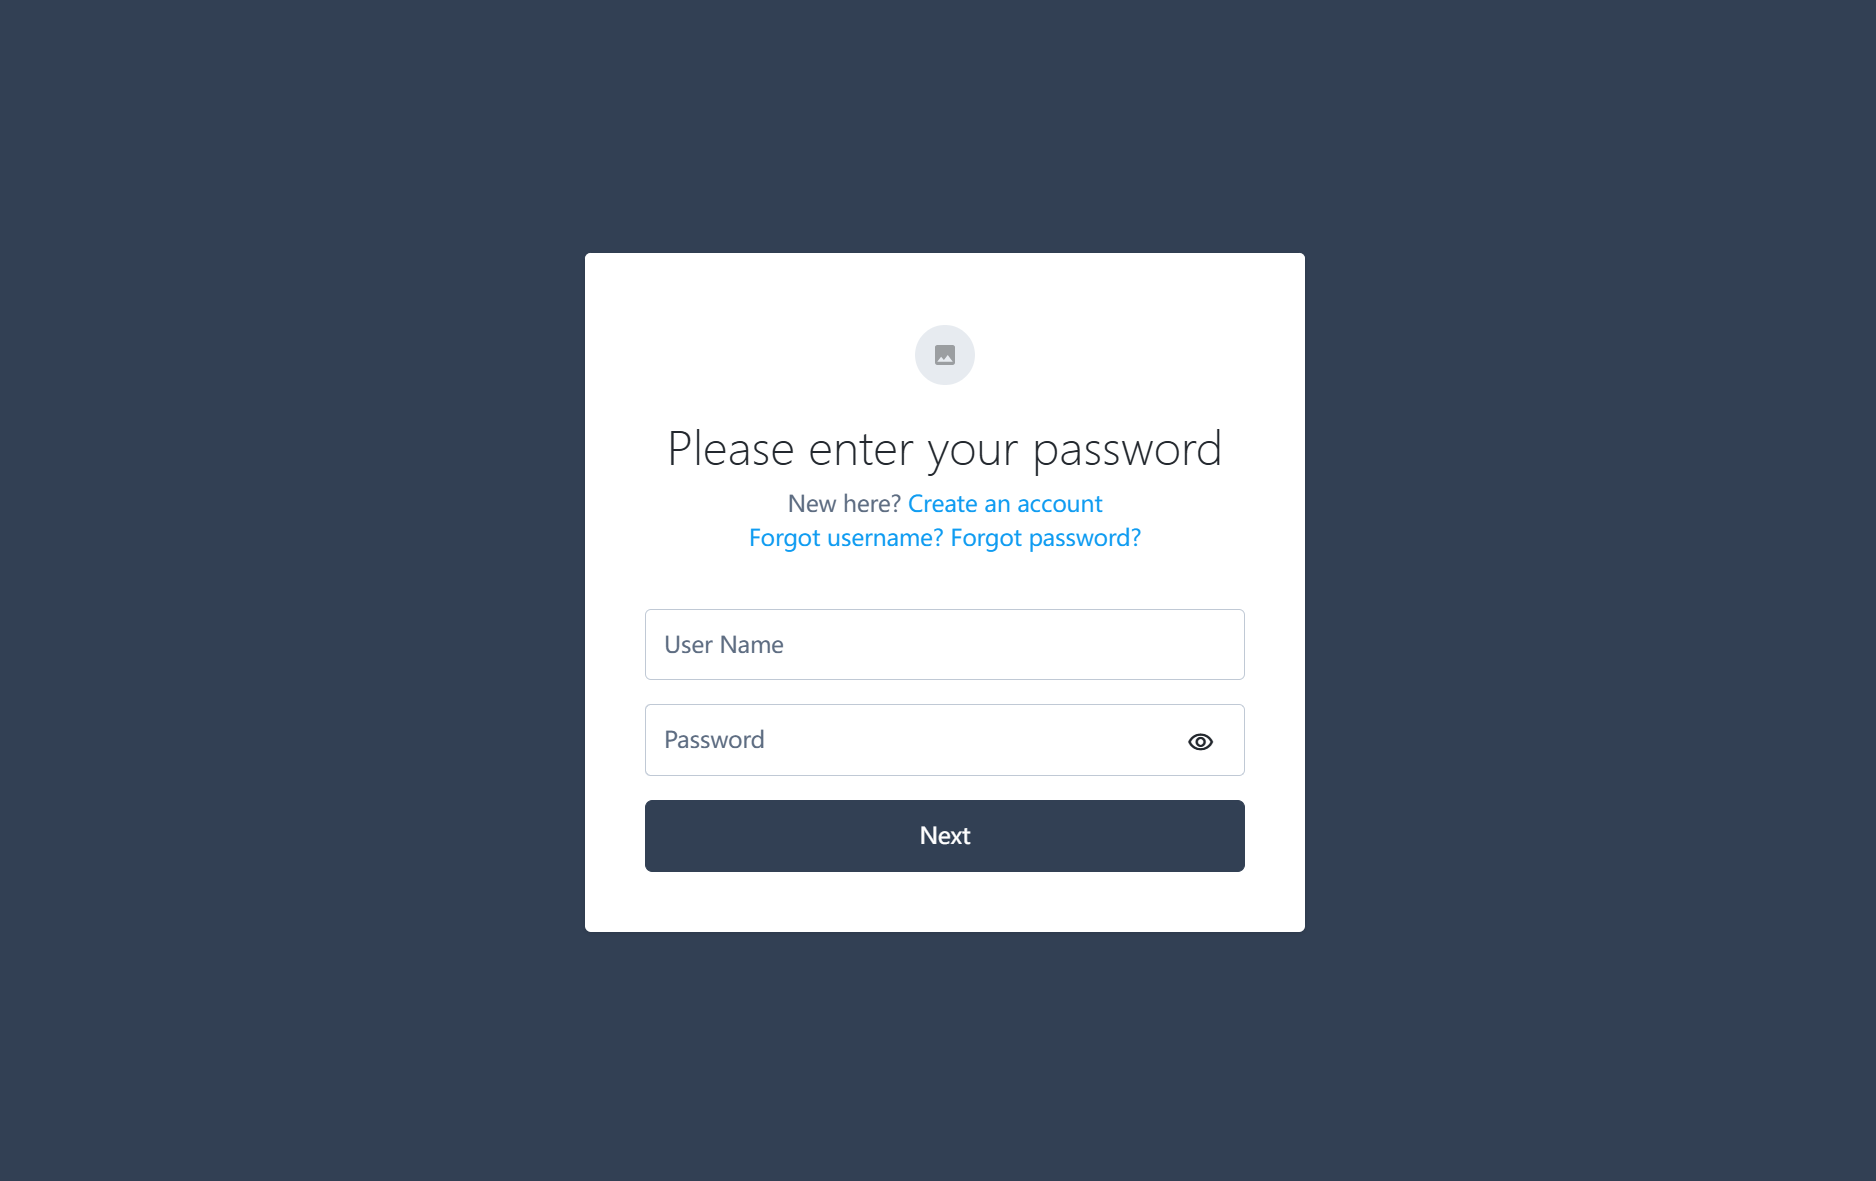 Please enter your password
New here? Create an account
Forgot username? Forgot password?
User Name
Password
Next